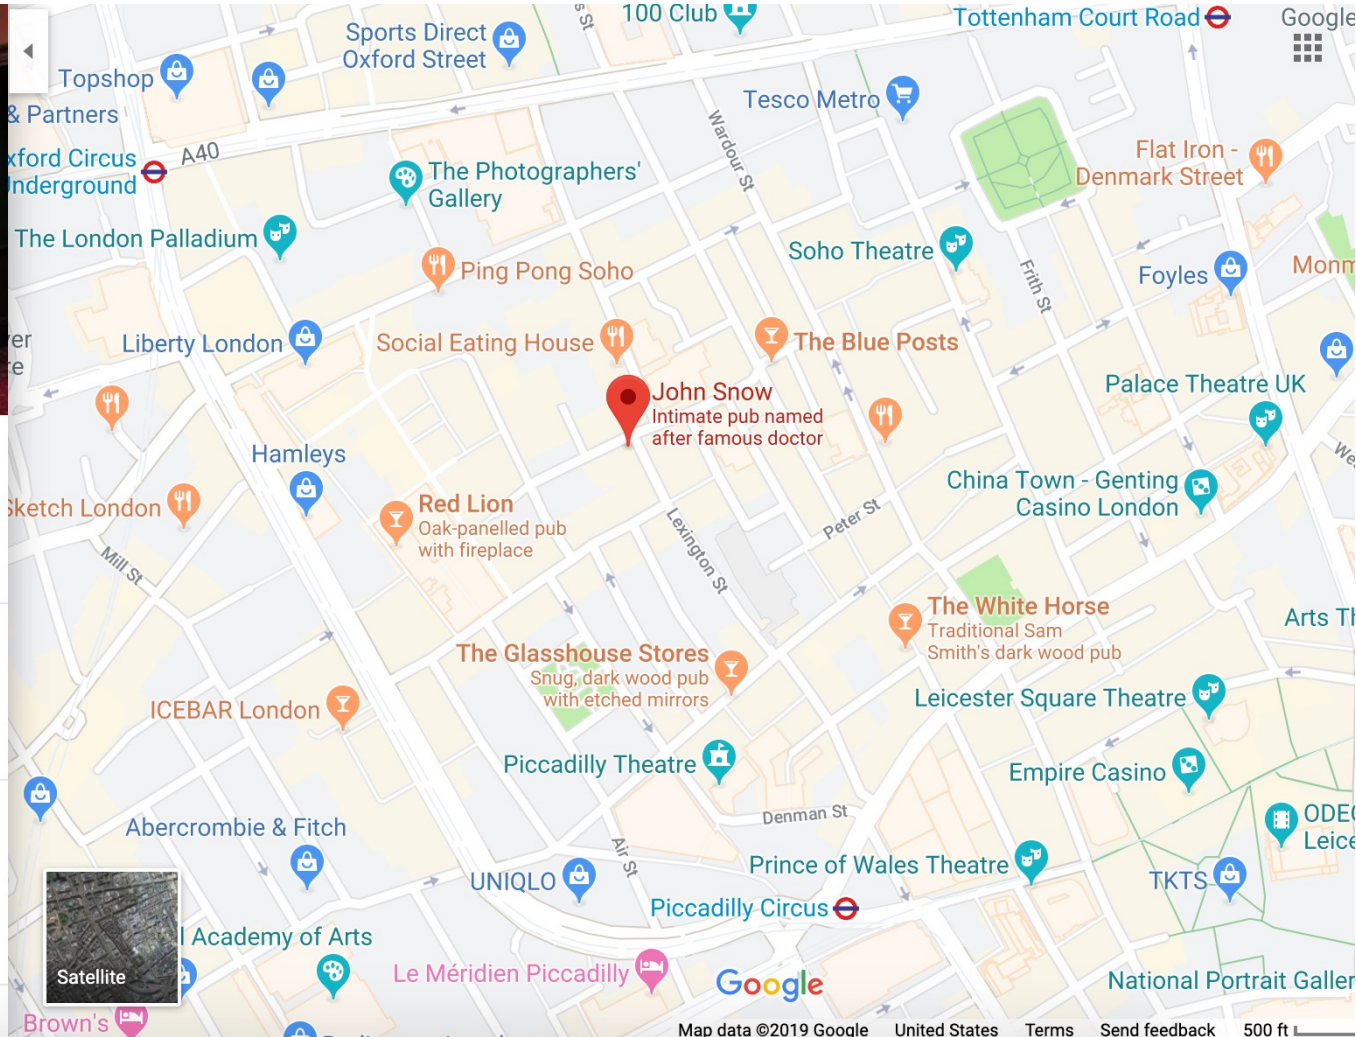 100 Club
Tottenham Court Road
Google
Sports Direct
Oxford Street
Topshop
& Partners
Tesco Metro
Wardour St
A40
xford Circus
Underground
The Photographers'
Gallery
Flat Iron -
Denmark Street
The London Palladium
Soho Theatre
Ping Pong Soho
Frith St
Foyles
Monm
Liberty London
Social Eating House
The Blue Posts
John Snow
Intimate pub named
after famous doctor
Palace Theatre UK
Hamleys
China Town - Genting
Casino London
Sketch London
Red Lion
Oak-panelled pub
with fireplace
Peter St
Lexington St
Mill St
The White Horse
Traditional Sam
Smith's dark wood pub
Arts Th
The Glasshouse Stores
Snug, dark wood pub
with etched mirrors
Leicester Square Theatre
ICEBAR London
Piccadilly Theatre
Empire Casino
Denman St
ODEO
Leice
Abercrombie & Fitch
Air St
Prince of Wales Theatre
UNIQLO
TKTS
Piccadilly Circus
l Academy of Arts
Satellite
Le Méridien Piccadilly
Google
National Portrait Galler
Brown's
Map data ©2019 Google United States Terms Send feedback 500 ft